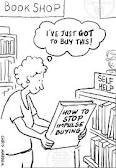 BOOK SHOP
I'VE JUST GOT
TO BUY THIS!
SELF
HELP
HOW TO
STOP
IMPULSE
BUYING